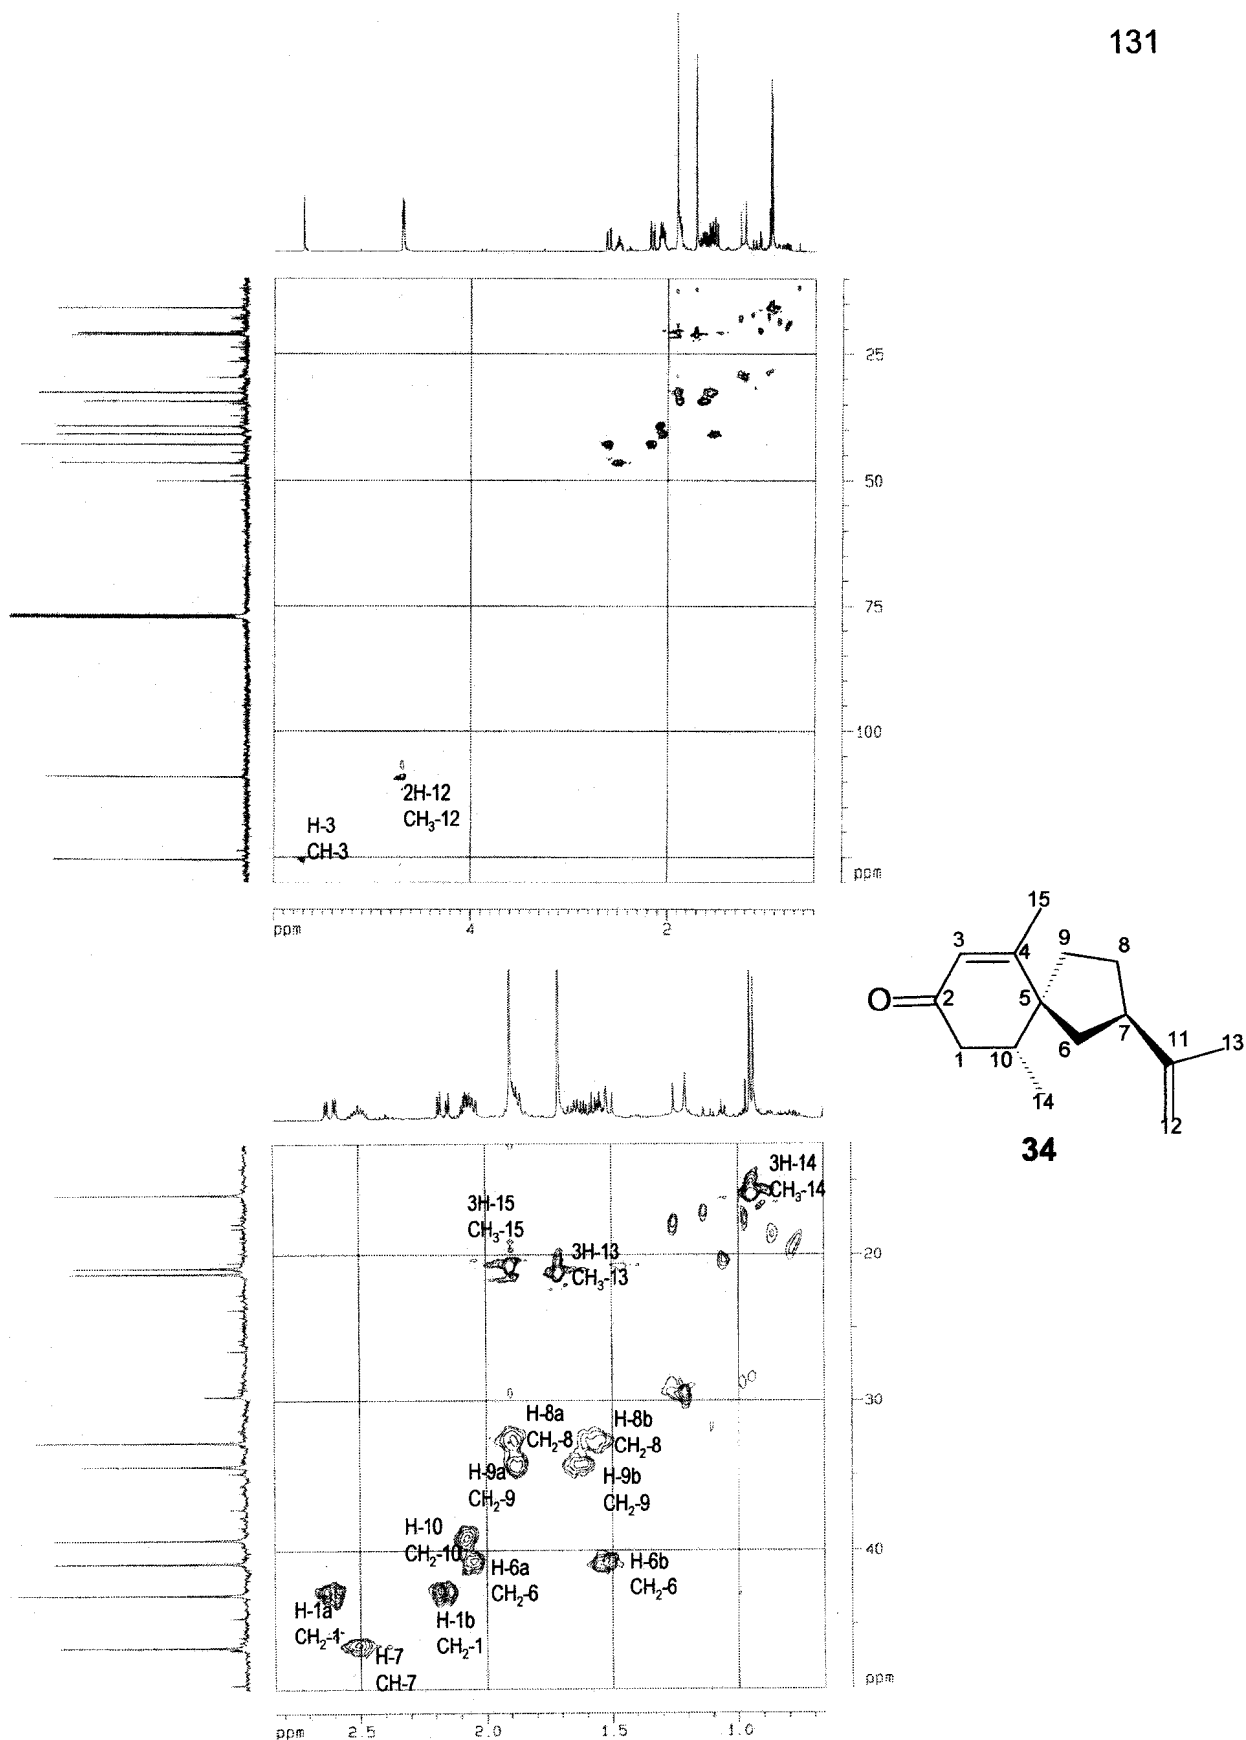 131
25
50
75
100
ppm
2H-12
CH₃-12
H-3
CH-3
ppm
4
2
15
3
4
9
8
O
2
5
7
1
10
6
11
13
14
12
34
3H-14
CH₃-14
3H-15
CH₃-15
3H-13
CH₃-13
20
30
H-8a
CH₂-8
H-8b
CH₂-8
H-9a
CH₂-9
H-9b
CH₂-9
H-10
CH₂-10
40
H-6a
CH₂-6
H-6b
CH₂-6
H-1a
CH₂-1
H-1b
CH₂-1
H-7
CH-7
ppm
ppm
2.5
2.0
1.5
1.0